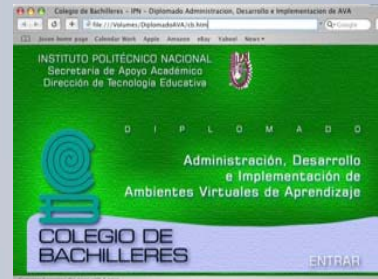 Colegio de Bachilleres - IPN - Diplomado Administracion, Desarrollo e Implementacion de AVA
file:///Volumes/DiplomadoAVA/cb.htm
Google
Joven home page Calendar Work Apple Amazon eBay Yahoo! News
INSTITUTO POLITÉCNICO NACIONAL
Secretaría de Apoyo Académico
Dirección de Tecnología Educativa
D I P L O M A D O
Administración, Desarrollo
e Implementación de
Ambientes Virtuales de Aprendizaje
COLEGIO DE
BACHILLERES
ENTRAR